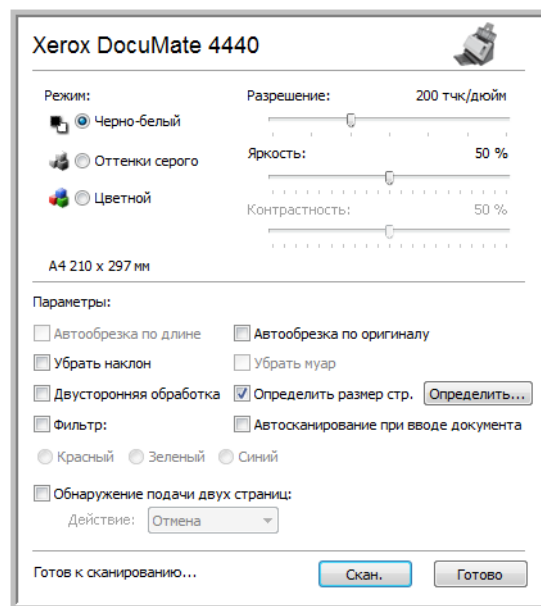 Xerox DocuMate 4440
Режим:
Разрешение: 200 тчк/дюйм
Черно-белый
Яркость: 50 %
Оттенки серого
Цветной
Контрастность: 50 %
A4 210 x 297 мм
Параметры:
Автообрезка по длине Автообрезка по оригиналу
Убрать наклон Убрать муар
Двусторонняя обработка Определить размер стр. Определить...
Фильтр: Автосканирование при вводе документа
Красный Зеленый Синий
Обнаружение подачи двух страниц:
Действие: Отмена
Готов к сканированию... Скан. Готово